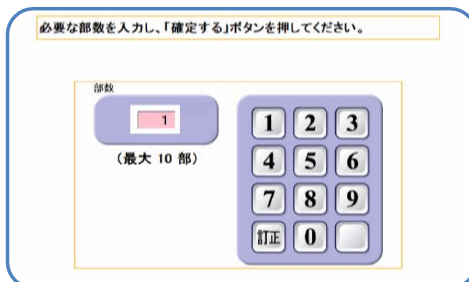 必要な部数を入力し、「確定する」ボタンを押してください。
部数
1
(最大 10 部)
1 2 3
4 5 6
7 8 9
訂正 0